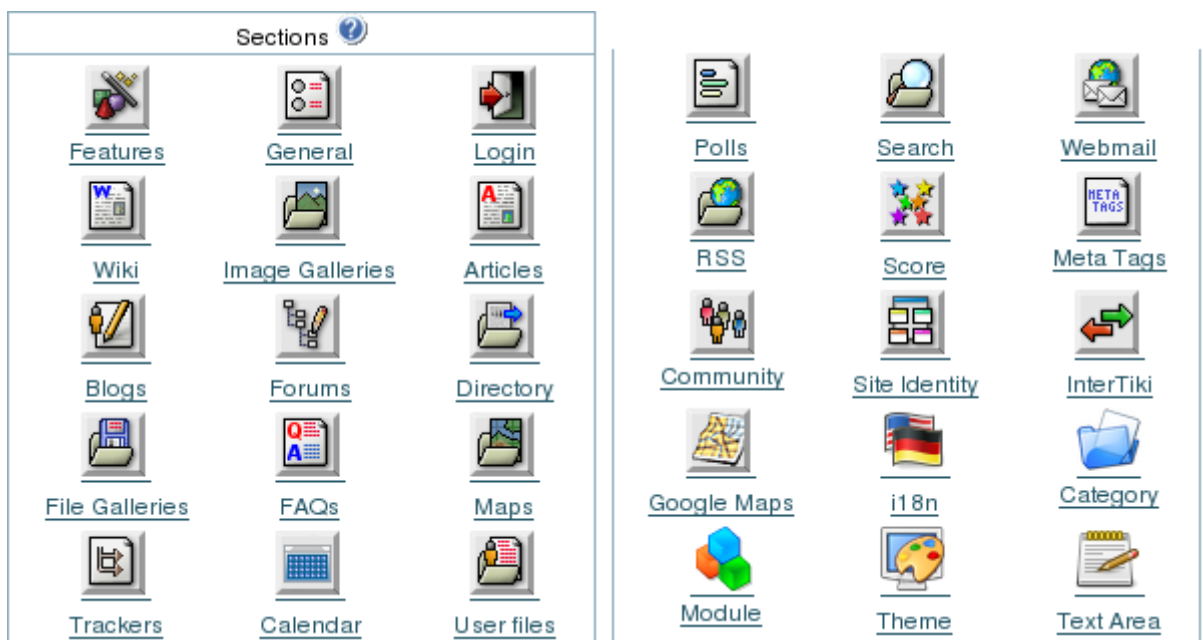 Sections
Features General Login
Wiki Image Galleries Articles
Blogs Forums Directory
File Galleries FAQs Maps
Trackers Calendar User files
Polls Search Webmail
META
TAGS
RSS Score Meta Tags
Community Site Identity InterTiki
Google Maps i18n Category
Module Theme Text Area